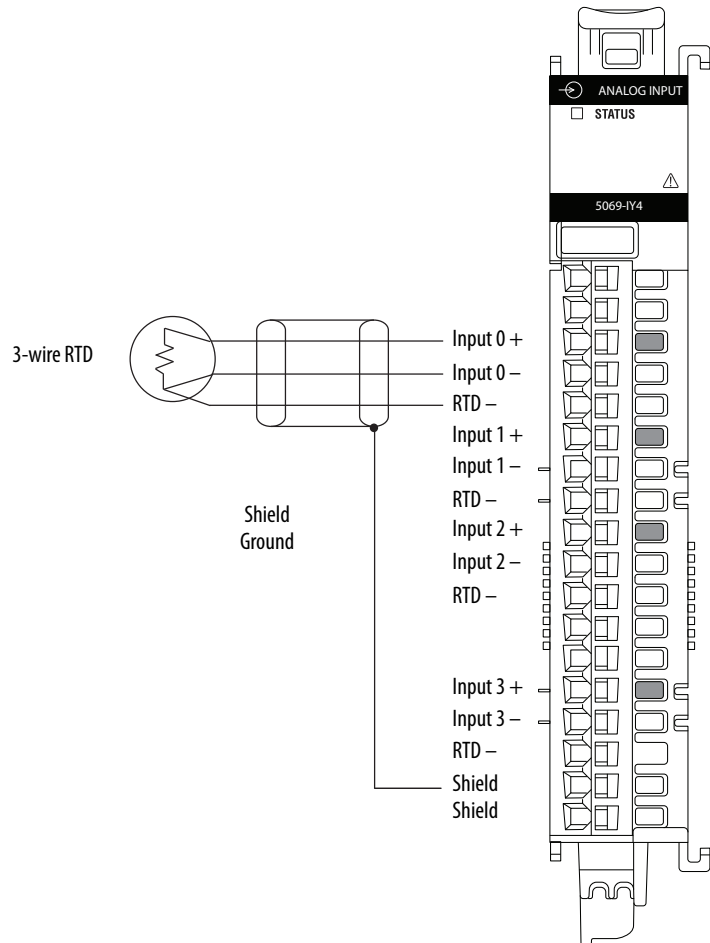 ANALOG INPUT
STATUS
5069-IY4
3-wire RTD
Input 0 +
Input 0 –
RTD –
Input 1 +
Input 1 –
RTD –
Shield
Ground
Input 2 +
Input 2 –
RTD –
Input 3 +
Input 3 –
RTD –
Shield
Shield